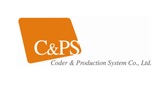 C&PS
Coder & Production System Co., Ltd.